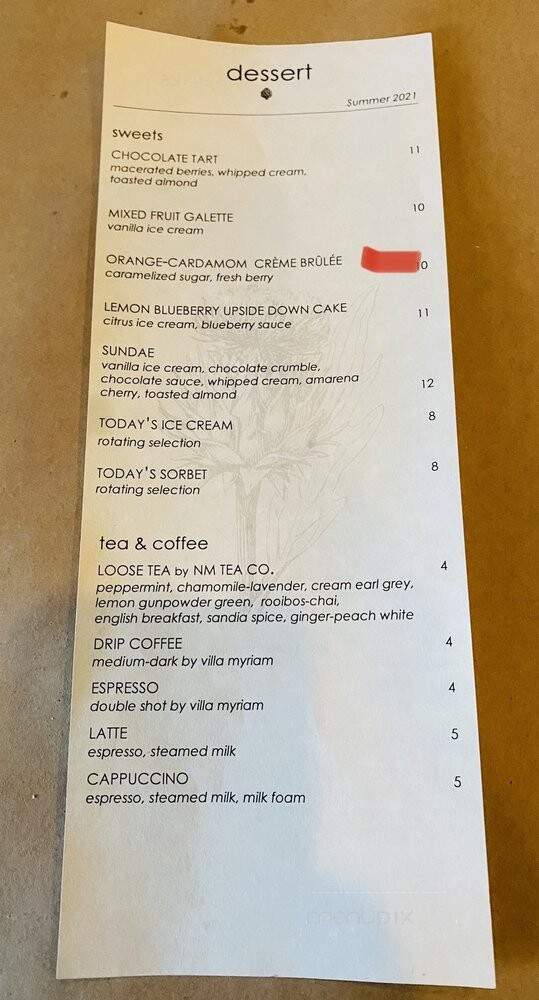 dessert
Summer 2021
sweets
CHOCOLATE TART 11
macerated berries, whipped cream,
toasted almond
MIXED FRUIT GALETTE 10
vanilla ice cream
ORANGE-CARDAMOM CRÈME BRÛLÉE 10
caramelized sugar, fresh berry
LEMON BLUEBERRY UPSIDE DOWN CAKE 11
citrus ice cream, blueberry sauce
SUNDAE
vanilla ice cream, chocolate crumble,
chocolate sauce, whipped cream, amarena 12
cherry, toasted almond
TODAY'S ICE CREAM 8
rotating selection
TODAY'S SORBET 8
rotating selection
tea & coffee
LOOSE TEA by NM TEA CO. 4
peppermint, chamomile-lavender, cream earl grey,
lemon gunpowder green, rooibos-chai,
english breakfast, sandia spice, ginger-peach white
DRIP COFFEE 4
medium-dark by villa myriam
ESPRESSO 4
double shot by villa myriam
LATTE 5
espresso, steamed milk
CAPPUCCINO 5
espresso, steamed milk, milk foam
menupix